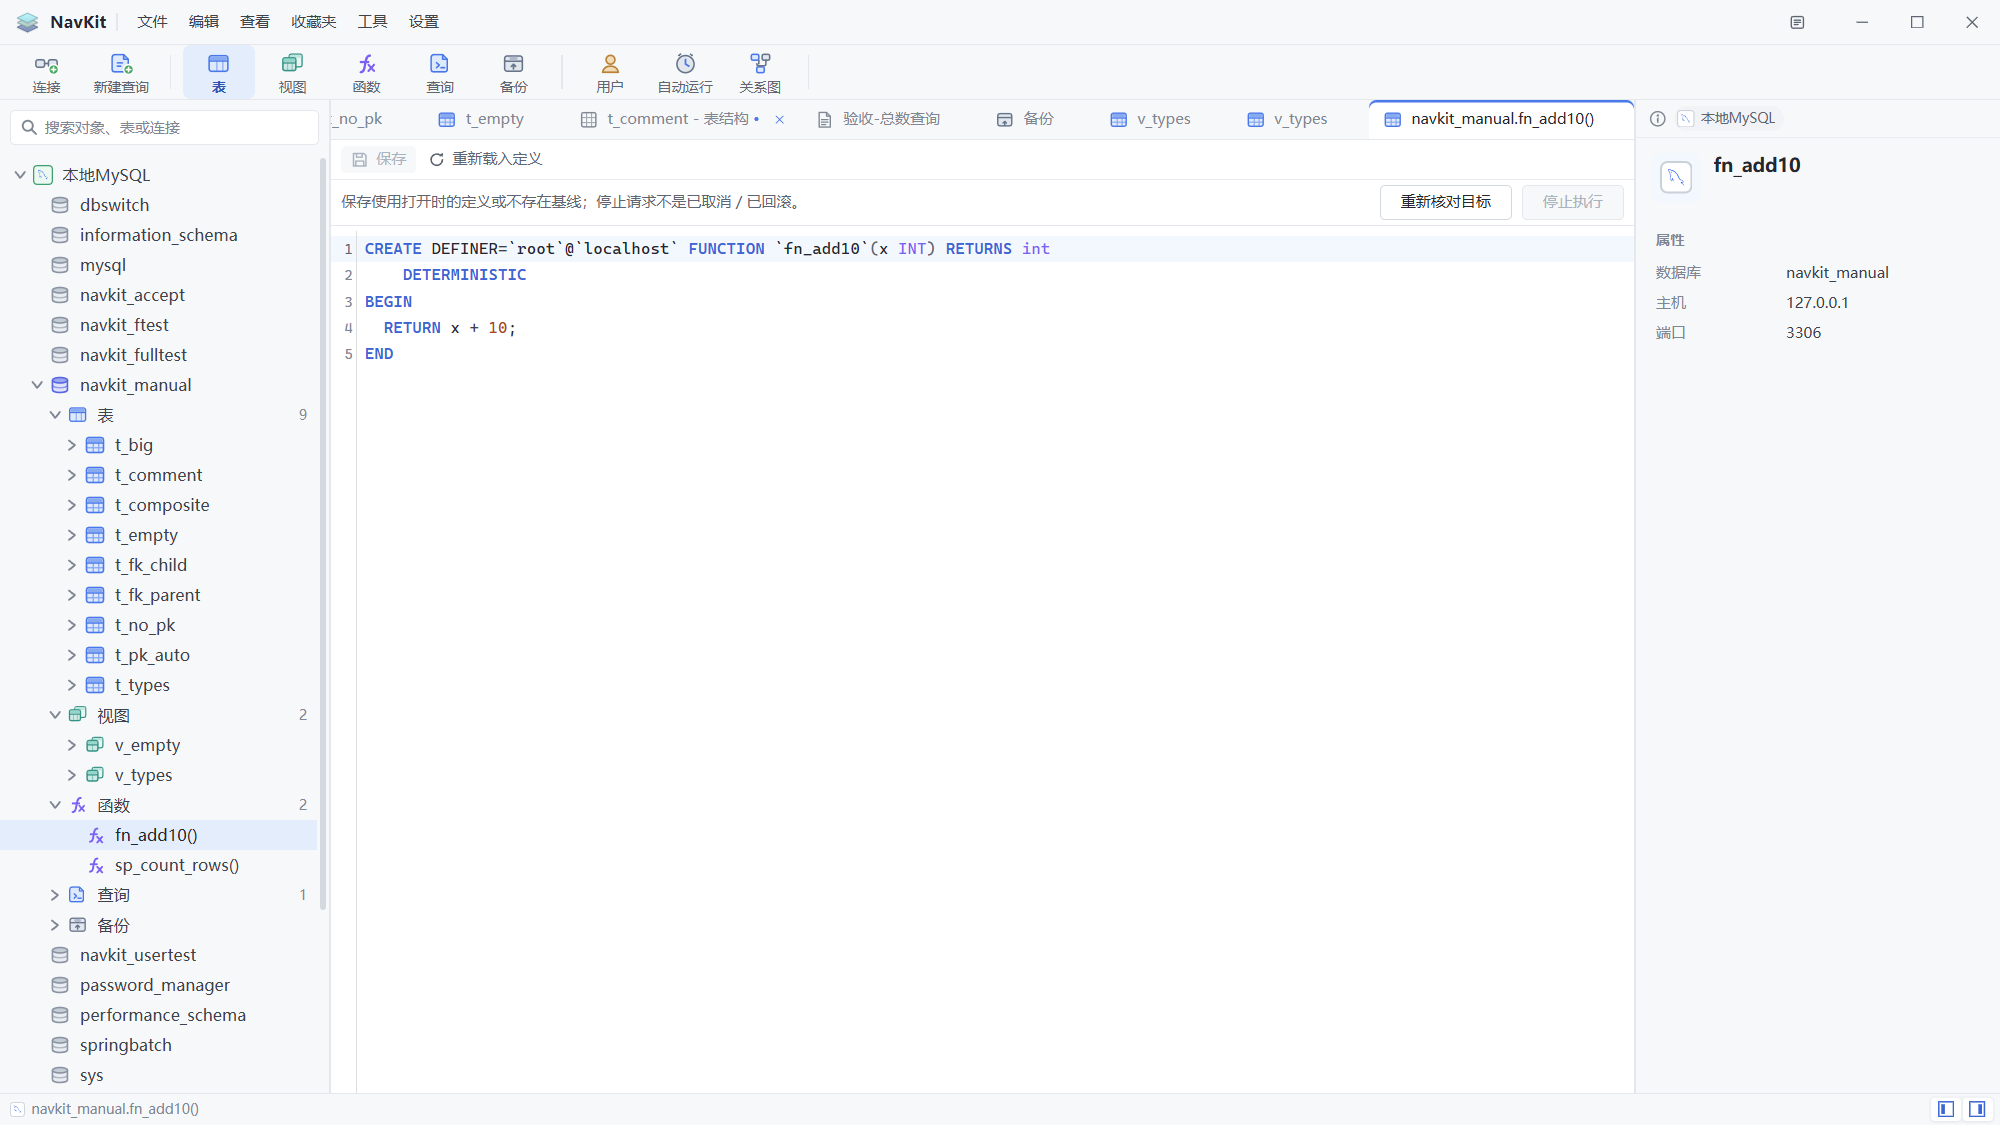 NavKit 文件 编辑 查看 收藏夹 工具 设置
连接 新建查询 表 视图 函数 查询 备份 用户 自动运行 关系图
搜索对象、表或连接
本地MySQL
dbswitch
information_schema
mysql
navkit_accept
navkit_ftest
navkit_fulltest
navkit_manual
表 9
t_big
t_comment
t_composite
t_empty
t_fk_child
t_fk_parent
t_no_pk
t_pk_auto
t_types
视图 2
v_empty
v_types
函数 2
fn_add10()
sp_count_rows()
查询 1
备份
navkit_usertest
password_manager
performance_schema
springbatch
sys
_no_pk t_empty t_comment - 表结构 • × 验收-总数查询 备份 v_types v_types navkit_manual.fn_add10()
保存 重新载入定义
保存使用打开时的定义或不存在基线；停止请求不是已取消 / 已回滚。 重新核对目标 停止执行
1 CREATE DEFINER=`root`@`localhost` FUNCTION `fn_add10`(x INT) RETURNS int
2 DETERMINISTIC
3 BEGIN
4 RETURN x + 10;
5 END
本地MySQL
fn_add10
属性
数据库 navkit_manual
主机 127.0.0.1
端口 3306
navkit_manual.fn_add10()